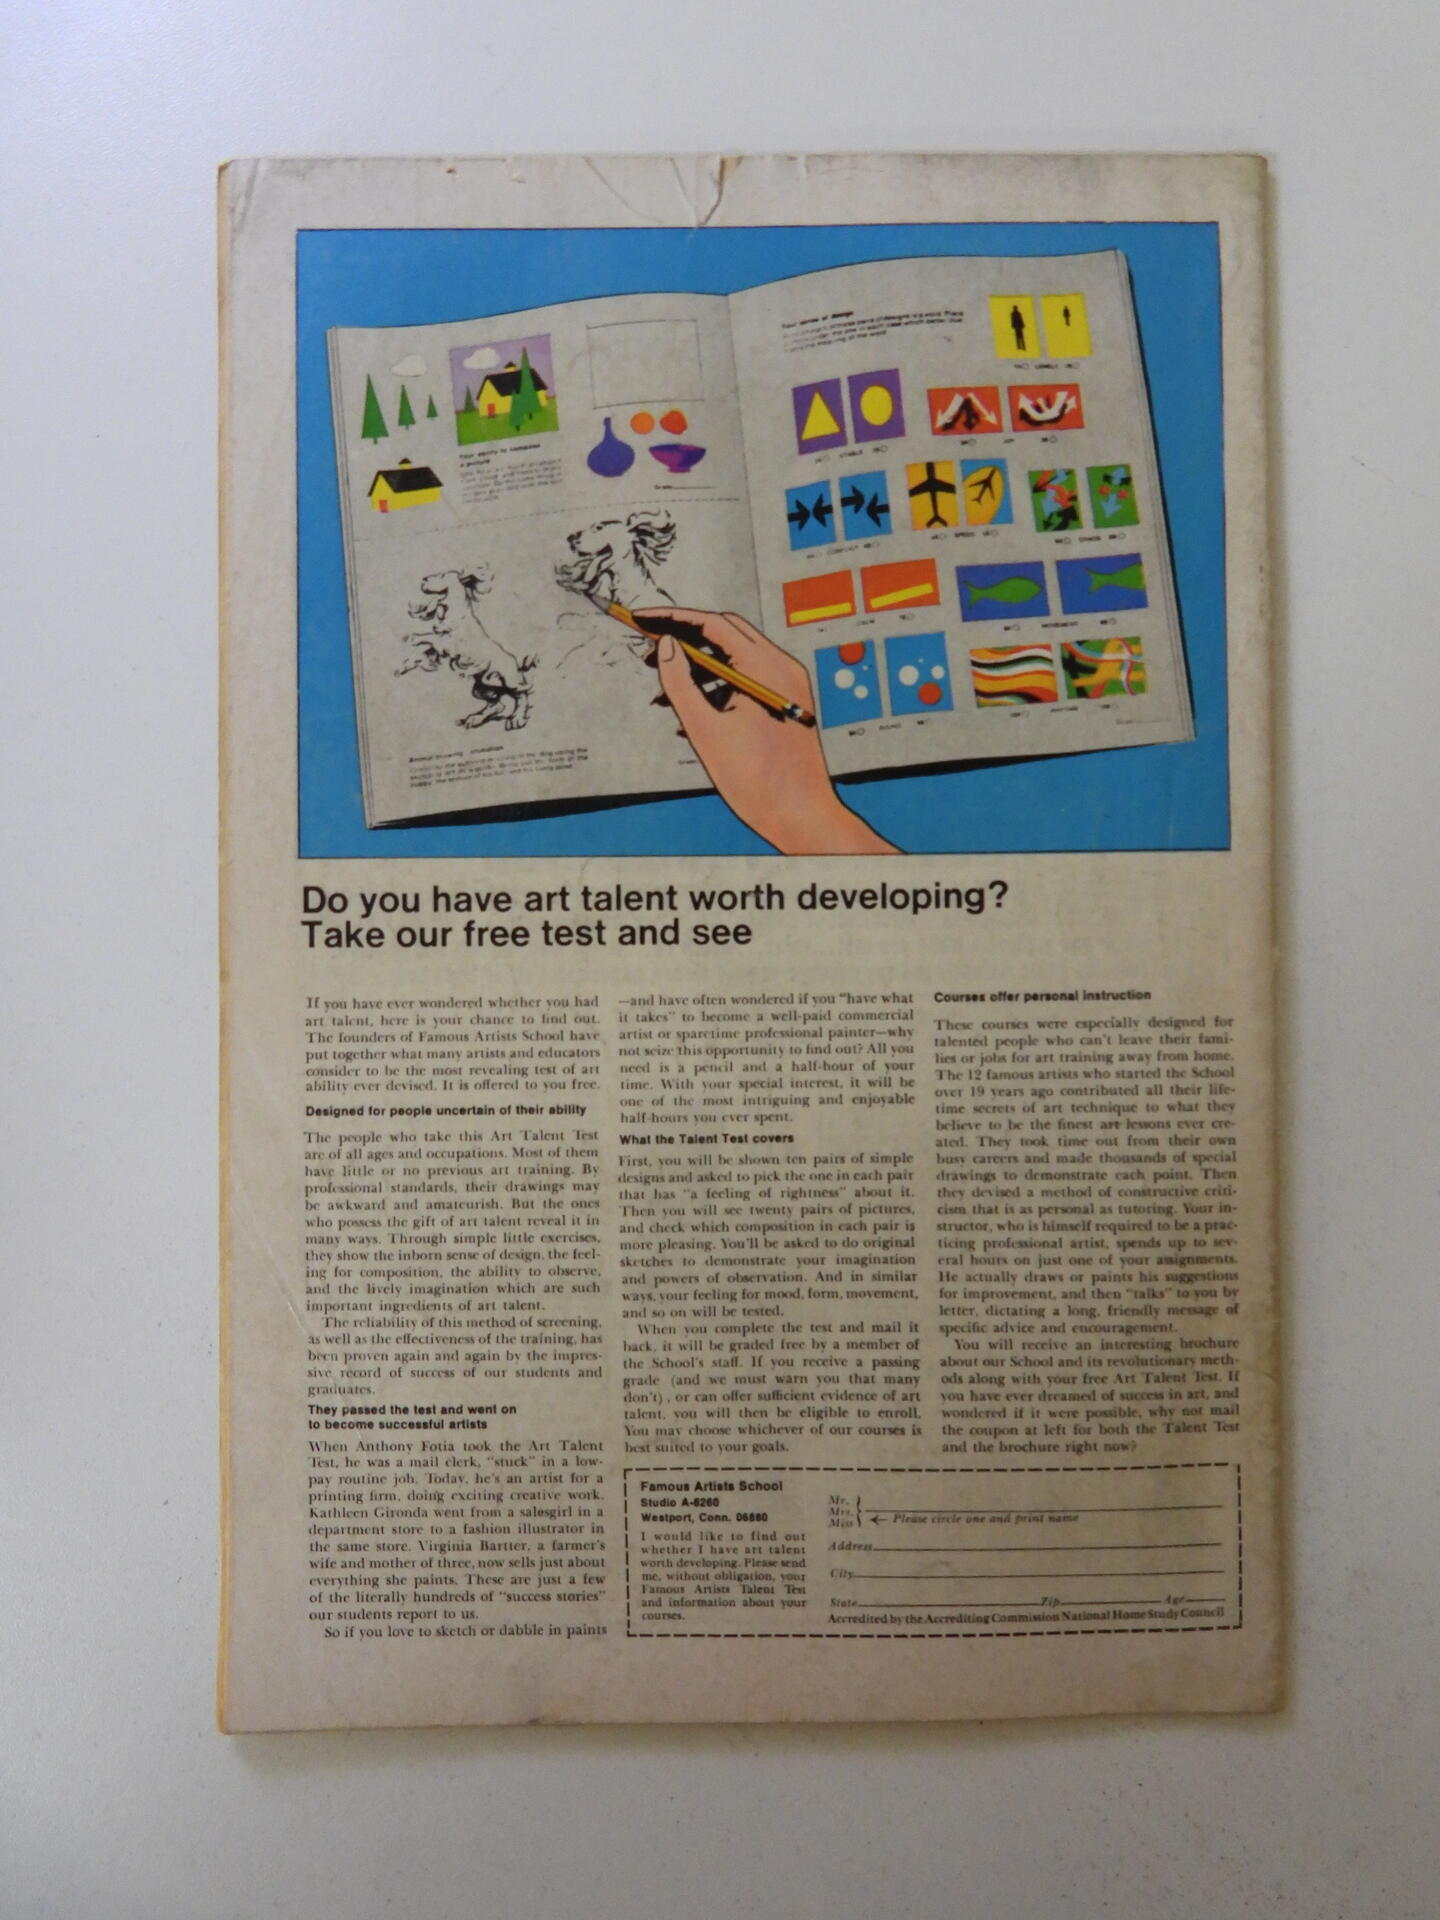 Do you have art talent worth developing?
Take our free test and see
If you have ever wondered whether you had
art talent, here is your chance to find out.
The founders of Famous Artists School have
put together what many artists and educators
consider to be the most revealing test of art
ability ever devised. It is offered to you free.
Designed for people uncertain of their ability
The people who take this Art Talent Test
are of all ages and occupations. Most of them
have little or no previous art training. By
professional standards, their drawings may
be awkward and amateurish. But the ones
who possess the gift of art talent reveal it in
many ways. Through simple little exercises,
they show the inborn sense of design, the feel-
ing for composition, the ability to observe,
and the lively imagination which are such
important ingredients of art talent.
The reliability of this method of screening,
as well as the effectiveness of the training, has
been proven again and again by the impres-
sive record of success of our students and
graduates.
They passed the test and went on
to become successful artists
When Anthony Fotia took the Art Talent
Test, he was a mail clerk, "stuck" in a low-
pay routine job. Today, he's an artist for a
printing firm, doing exciting creative work.
Kathleen Gironda went from a salesgirl in a
department store to a fashion illustrator in
the same store. Virginia Bartter, a farmer's
wife and mother of three, now sells just about
everything she paints. These are just a few
of the literally hundreds of "success stories"
our students report to us.
So if you love to sketch or dabble in paints
—and have often wondered if you "have what
it takes" to become a well-paid commercial
artist or sparetime professional painter—why
not seize this opportunity to find out? All you
need is a pencil and a half-hour of your
time. With your special interest, it will be
one of the most intriguing and enjoyable
half-hours you ever spent.
What the Talent Test covers
First, you will be shown ten pairs of simple
designs and asked to pick the one in each pair
that has "a feeling of rightness" about it.
Then you will see twenty pairs of pictures,
and check which composition in each pair is
more pleasing. You'll be asked to do original
sketches to demonstrate your imagination
and powers of observation. And in similar
ways, your feeling for mood, form, movement,
and so on will be tested.
When you complete the test and mail it
back, it will be graded free by a member of
the School's staff. If you receive a passing
grade (and we must warn you that many
don't), or can offer sufficient evidence of art
talent, you will then be eligible to enroll.
You may choose whichever of our courses is
best suited to your goals.
Courses offer personal instruction
These courses were especially designed for
talented people who can't leave their fami-
lies or jobs for art training away from home.
The 12 famous artists who started the School
over 19 years ago contributed all their life-
time secrets of art technique to what they
believe to be the finest art lessons ever cre-
ated. They took time out from their own
busy careers and made thousands of special
drawings to demonstrate each point. Then
they devised a method of constructive criti-
cism that is as personal as tutoring. Your in-
structor, who is himself required to be a prac-
ticing professional artist, spends up to sev-
eral hours on just one of your assignments.
He actually draws or paints his suggestions
for improvement, and then "talks" to you by
letter, dictating a long, friendly message of
specific advice and encouragement.
You will receive an interesting brochure
about our School and its revolutionary meth-
ods along with your free Art Talent Test. If
you have ever dreamed of success in art, and
wondered if it were possible, why not mail
the coupon at left for both the Talent Test
and the brochure right now?
Famous Artists School
Studio A-6260
Westport, Conn. 06880
I would like to find out
whether I have art talent
worth developing. Please send
me, without obligation, your
Famous Artists Talent Test
and information about your
courses.
Mr.
Mrs.
Miss ← Please circle one and print name
Address
City
State Zip Age
Accredited by the Accrediting Commission National Home Study Council